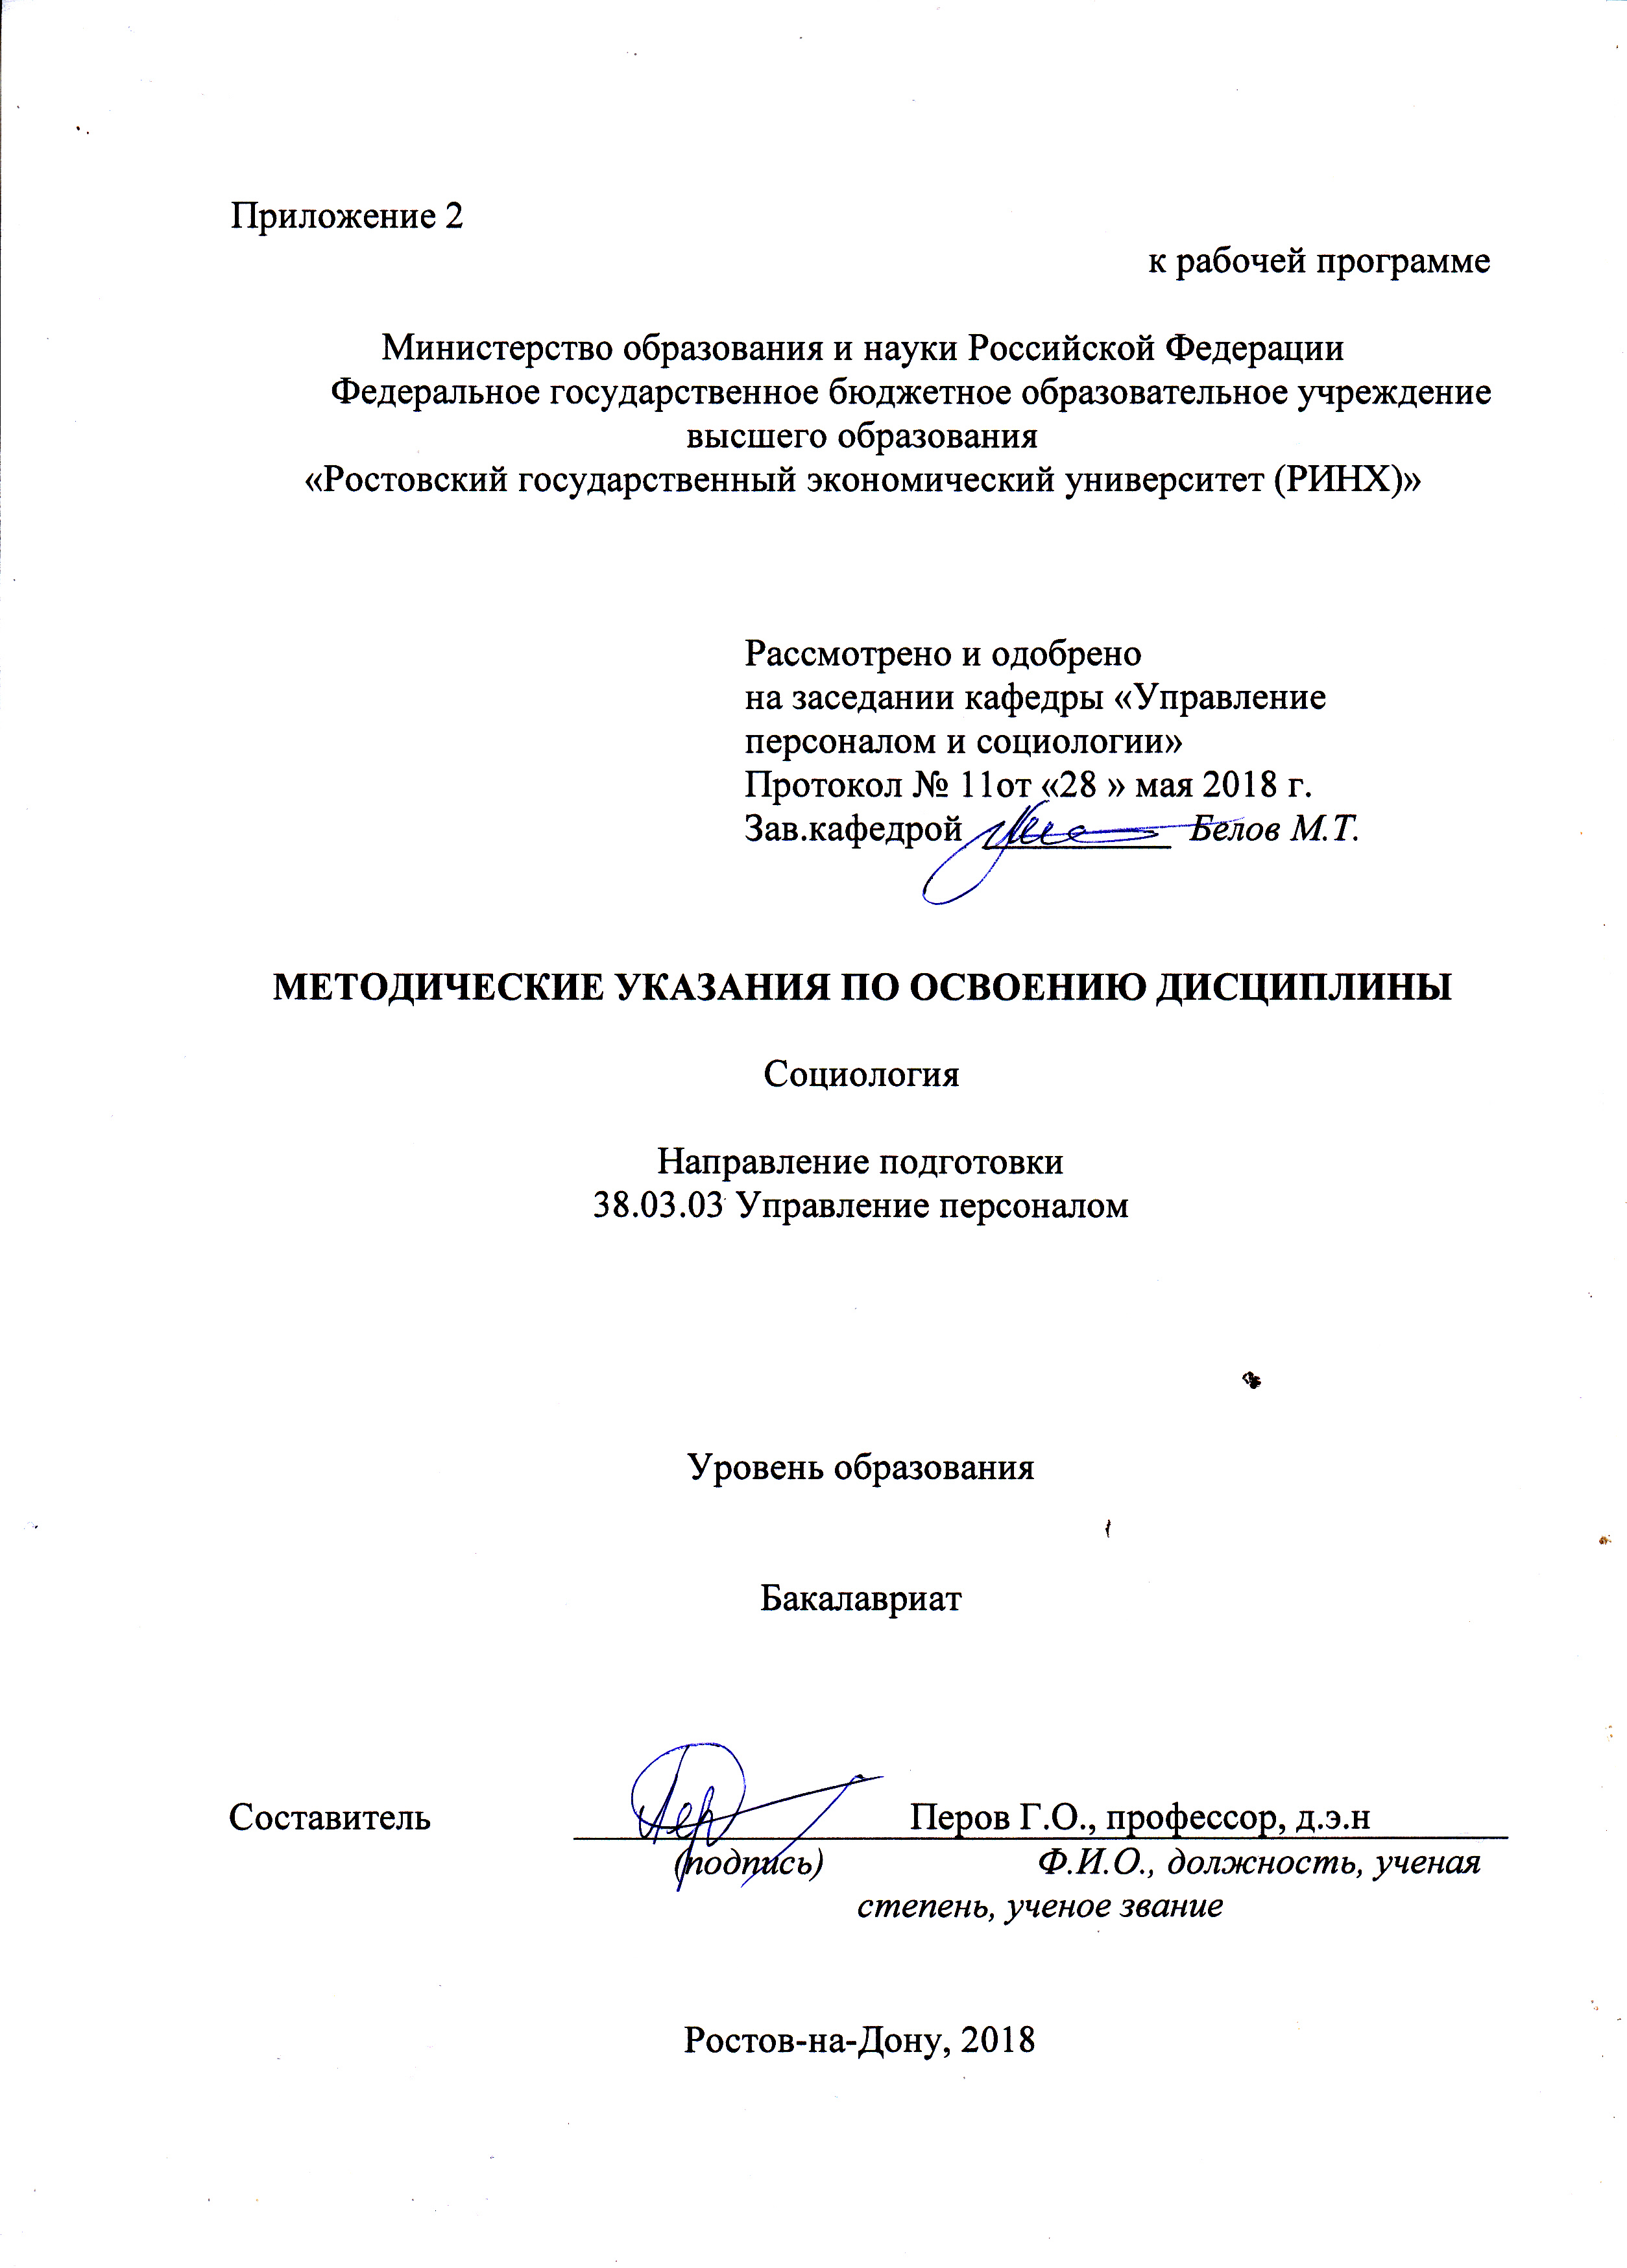 Приложение 2
к рабочей программе
Министерство образования и науки Российской Федерации
Федеральное государственное бюджетное образовательное учреждение
высшего образования
«Ростовский государственный экономический университет (РИНХ)»
Рассмотрено и одобрено
на заседании кафедры «Управление
персоналом и социологии»
Протокол № 11от «28 » мая 2018 г.
Зав.кафедрой __________ Белов М.Т.
МЕТОДИЧЕСКИЕ УКАЗАНИЯ ПО ОСВОЕНИЮ ДИСЦИПЛИНЫ
Социология
Направление подготовки
38.03.03 Управление персоналом
Уровень образования
Бакалавриат
Составитель Перов Г.О., профессор, д.э.н
(подпись) Ф.И.О., должность, ученая
степень, ученое звание
Ростов-на-Дону, 2018